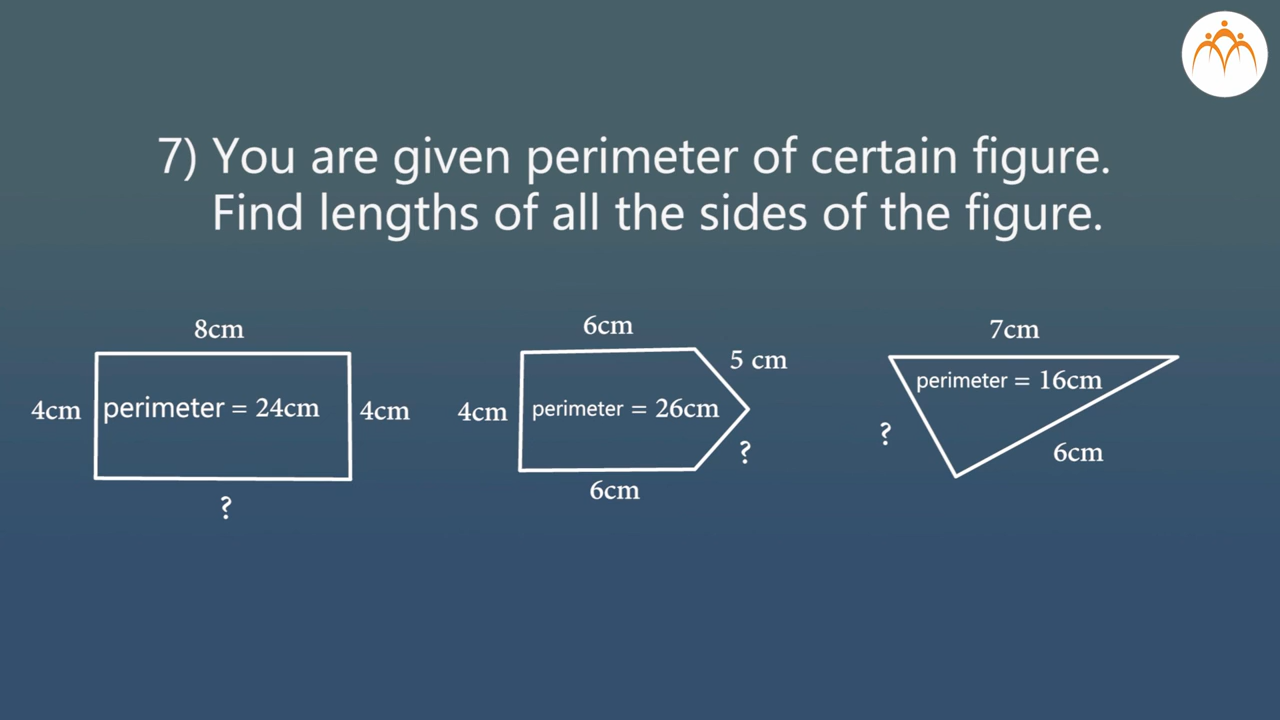 7) You are given perimeter of certain figure.
Find lengths of all the sides of the figure.
8cm
4cm
perimeter = 24cm
4cm
?
6cm
5 cm
4cm
perimeter = 26cm
?
6cm
7cm
perimeter = 16cm
?
6cm